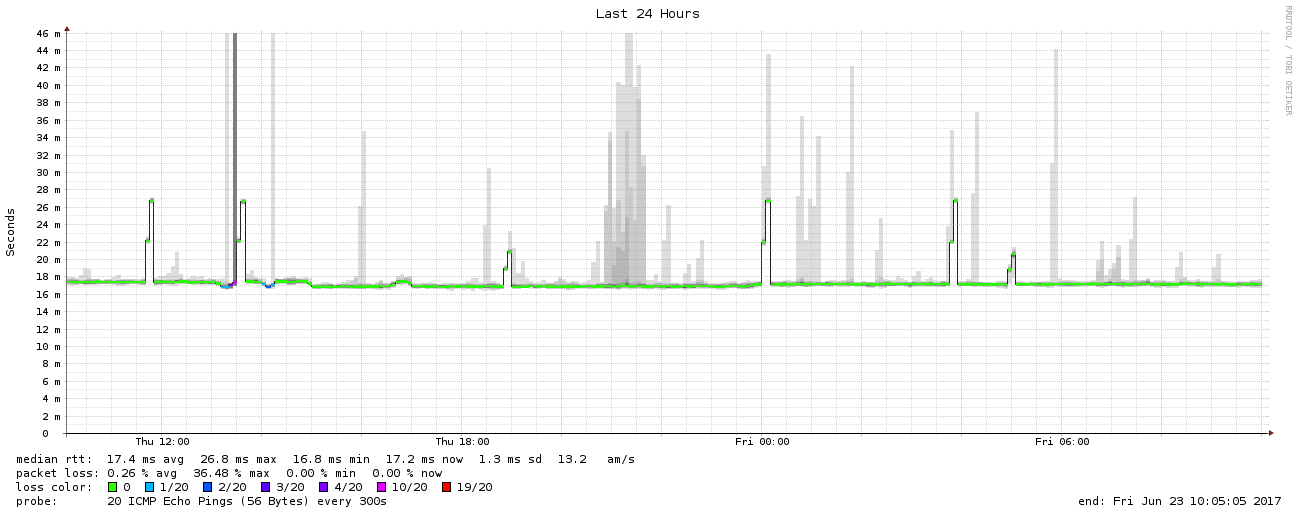 Last 24 Hours
RRDTOOL / TOBI OETIKER
Seconds
46 m
44 m
42 m
40 m
38 m
36 m
34 m
32 m
30 m
28 m
26 m
24 m
22 m
20 m
18 m
16 m
14 m
12 m
10 m
8 m
6 m
4 m
2 m
0
Thu 12:00 Thu 18:00 Fri 00:00 Fri 06:00
median rtt: 17.4 ms avg 26.8 ms max 16.8 ms min 17.2 ms now 1.3 ms sd 13.2 am/s
packet loss: 0.26 % avg 36.48 % max 0.00 % min 0.00 % now
loss color: 0 1/20 2/20 3/20 4/20 10/20 19/20
probe: 20 ICMP Echo Pings (56 Bytes) every 300s end: Fri Jun 23 10:05:05 2017